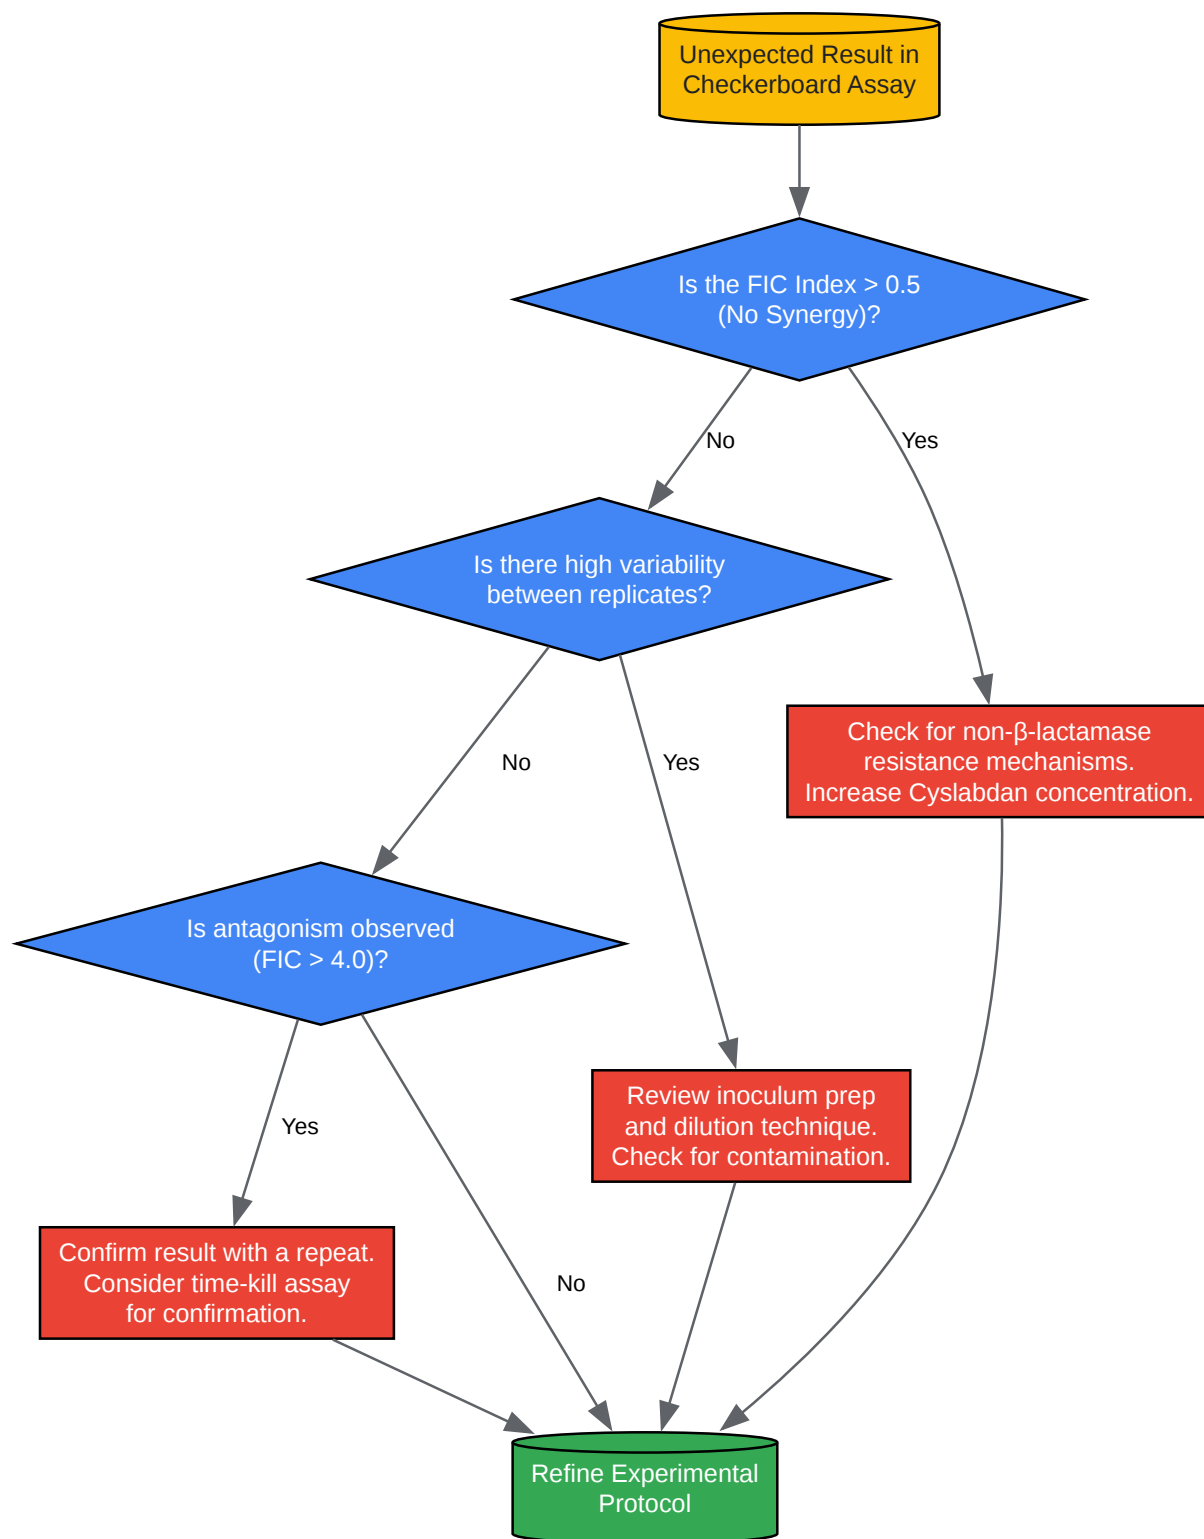 Unexpected Result in
Checkerboard Assay
Is the FIC Index > 0.5
(No Synergy)?
No
Yes
Is there high variability
between replicates?
No
Yes
Check for non-β-lactamase
resistance mechanisms.
Increase Cyslabdan concentration.
Is antagonism observed
(FIC > 4.0)?
Yes
No
Review inoculum prep
and dilution technique.
Check for contamination.
Confirm result with a repeat.
Consider time-kill assay
for confirmation.
Refine Experimental
Protocol